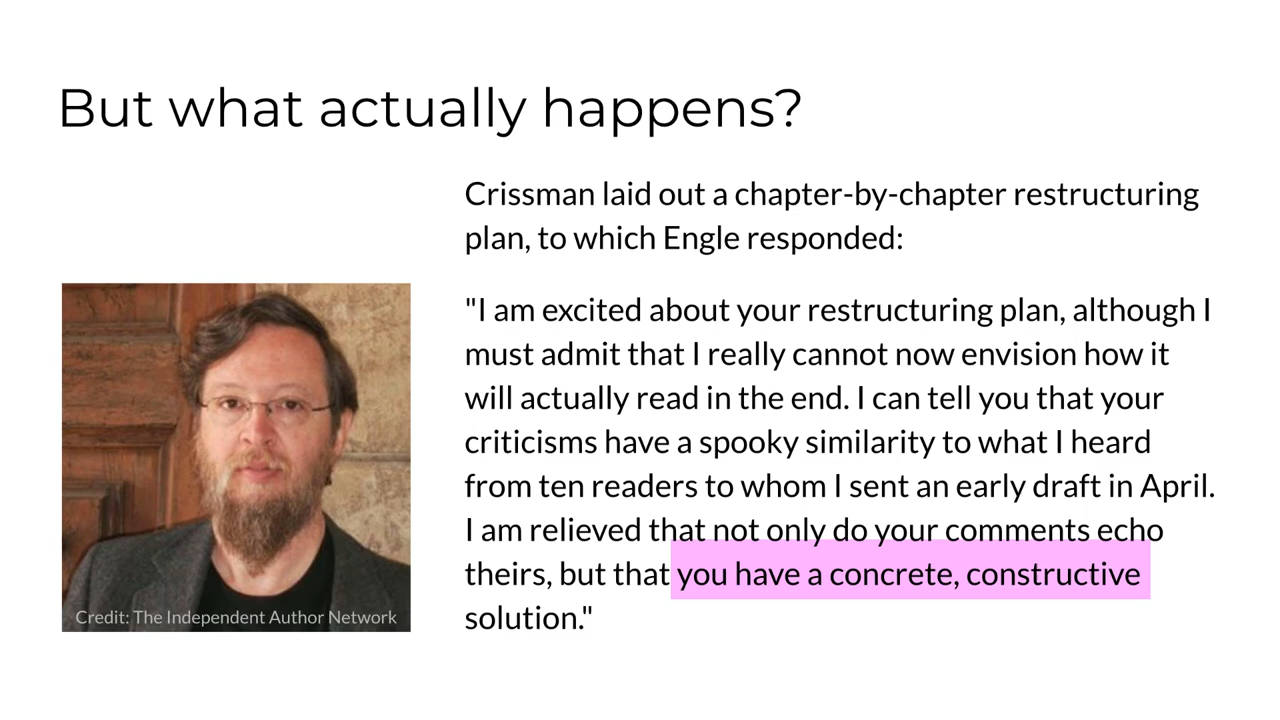 But what actually happens?
Crissman laid out a chapter-by-chapter restructuring
plan, to which Engle responded:
"I am excited about your restructuring plan, although I
must admit that I really cannot now envision how it
will actually read in the end. I can tell you that your
criticisms have a spooky similarity to what I heard
from ten readers to whom I sent an early draft in April.
I am relieved that not only do your comments echo
theirs, but that you have a concrete, constructive
solution."
Credit: The Independent Author Network